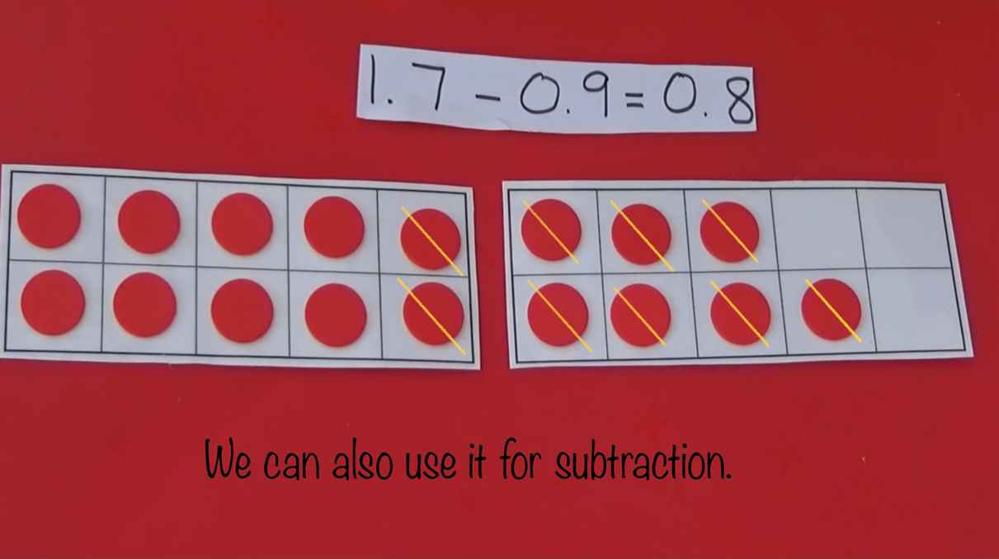 1.7 - 0.9 = 0.8
We can also use it for subtraction.